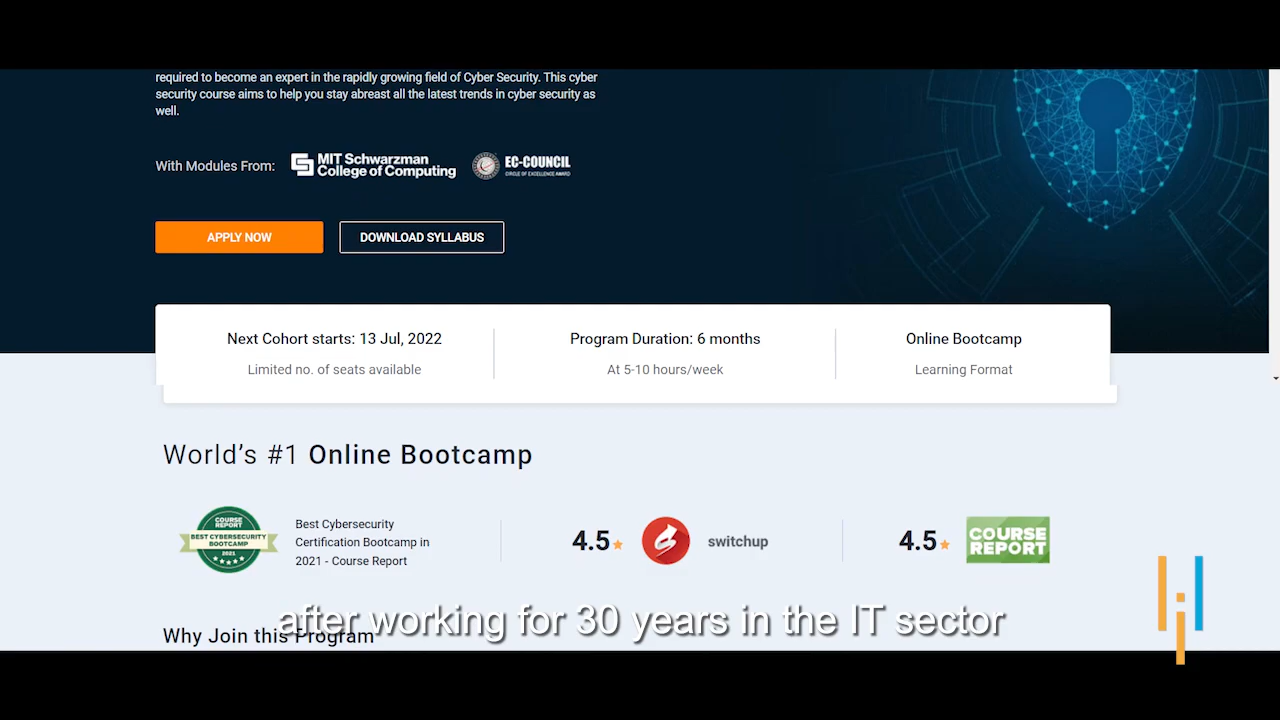 required to become an expert in the rapidly growing field of Cyber Security. This cyber
security course aims to help you stay abreast all the latest trends in cyber security as
well.
With Modules From:
MIT Schwarzman
College of Computing
EC-COUNCIL
CIRCLE OF EXCELLENCE AWARD
APPLY NOW
DOWNLOAD SYLLABUS
Next Cohort starts: 13 Jul, 2022
Limited no. of seats available
Program Duration: 6 months
At 5-10 hours/week
Online Bootcamp
Learning Format
World's #1 Online Bootcamp
COURSE
REPORT
BEST CYBERSECURITY
BOOTCAMP
2021
Best Cybersecurity
Certification Bootcamp in
2021 - Course Report
4.5
switchup
4.5
COURSE
REPORT
Why Join this Program
after working for 30 years in the IT sector